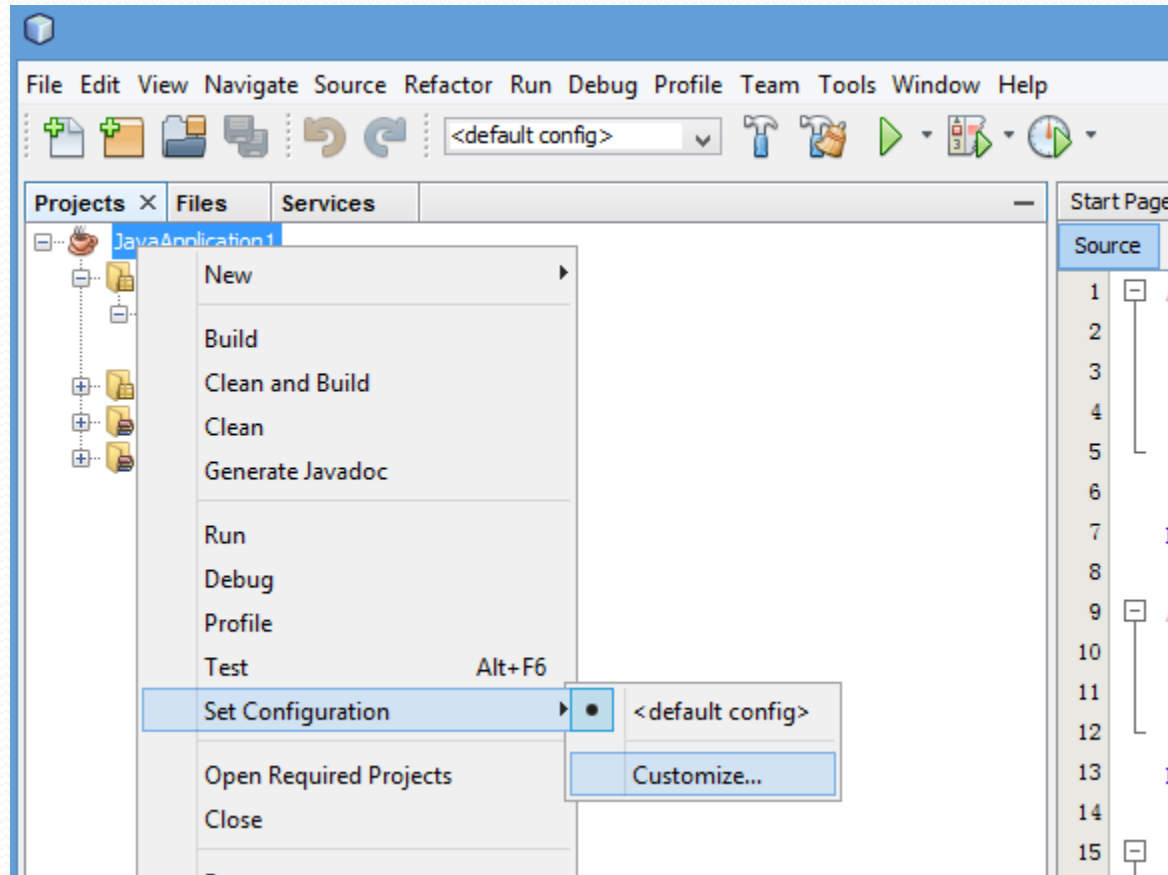 File Edit View Navigate Source Refactor Run Debug Profile Team Tools Window Help
<default config>
Projects Files Services
Start Page
JavaApplication1
Source
New
Build
Clean and Build
Clean
Generate Javadoc
Run
Debug
Profile
Test Alt+F6
Set Configuration
<default config>
Customize...
Open Required Projects
Close
1
2
3
4
5
6
7
8
9
10
11
12
13
14
15